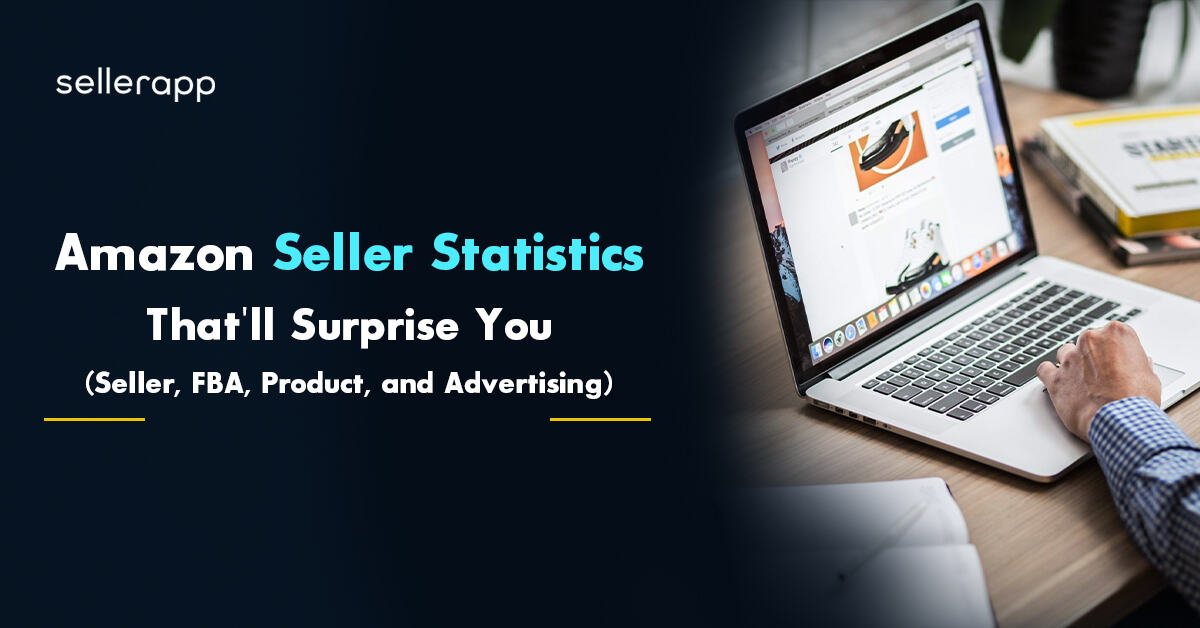 sellerapp
Amazon Seller Statistics
That'll Surprise You
(Seller, FBA, Product, and Advertising)